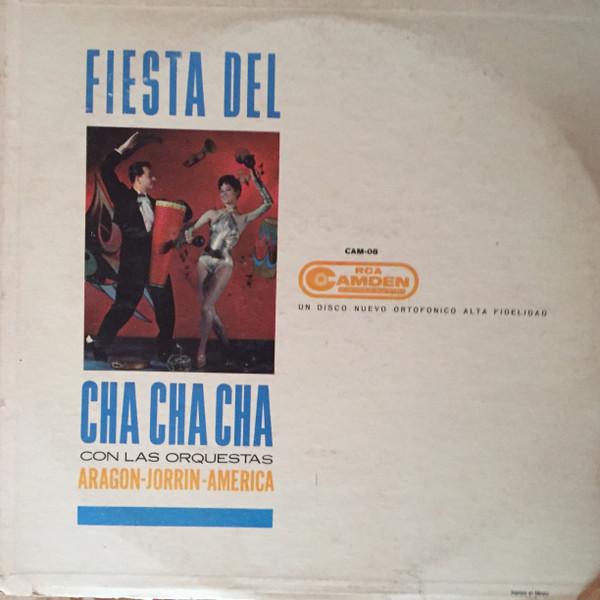 FIESTA DEL
CHA CHA CHA
CON LAS ORQUESTAS
ARAGON-JORRIN-AMERICA
CAM-08
RCA
CAMDEN
UN DISCO NUEVO ORTOFONICO ALTA FIDELIDAD